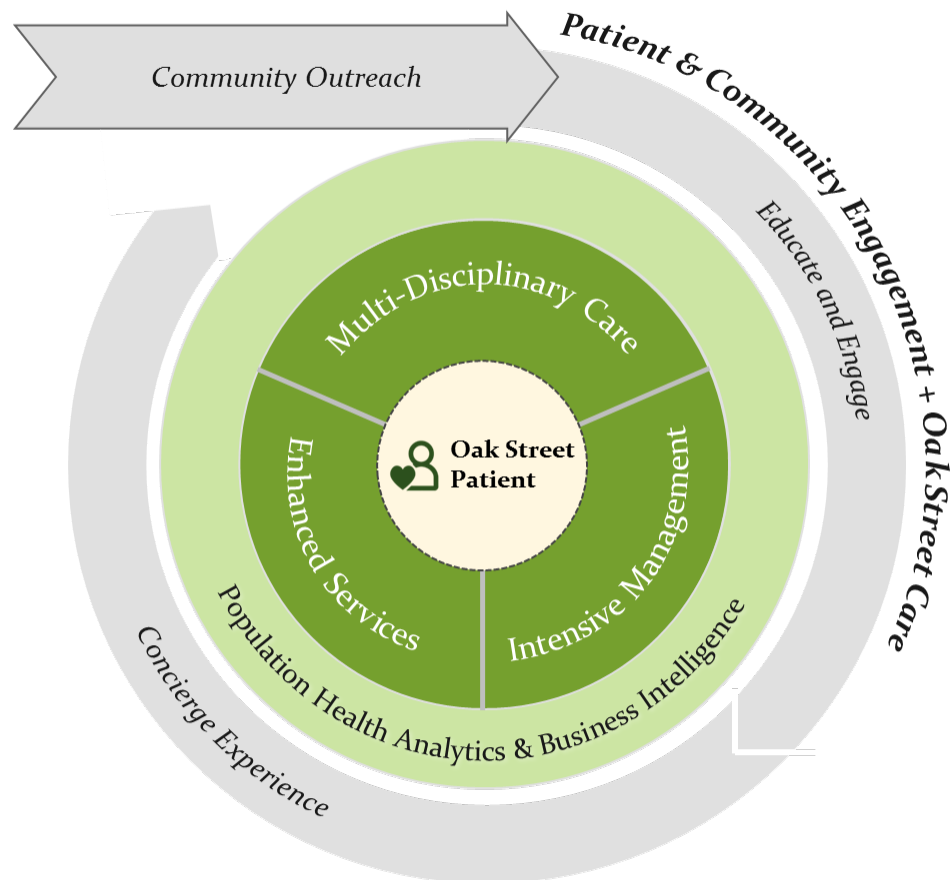 Community Outreach
Patient & Community Engagement + Oak Street Care
Educate and Engage
Multi-Disciplinary Care
Oak Street
Patient
Enhanced Services
Intensive Management
Population Health Analytics & Business Intelligence
Concierge Experience